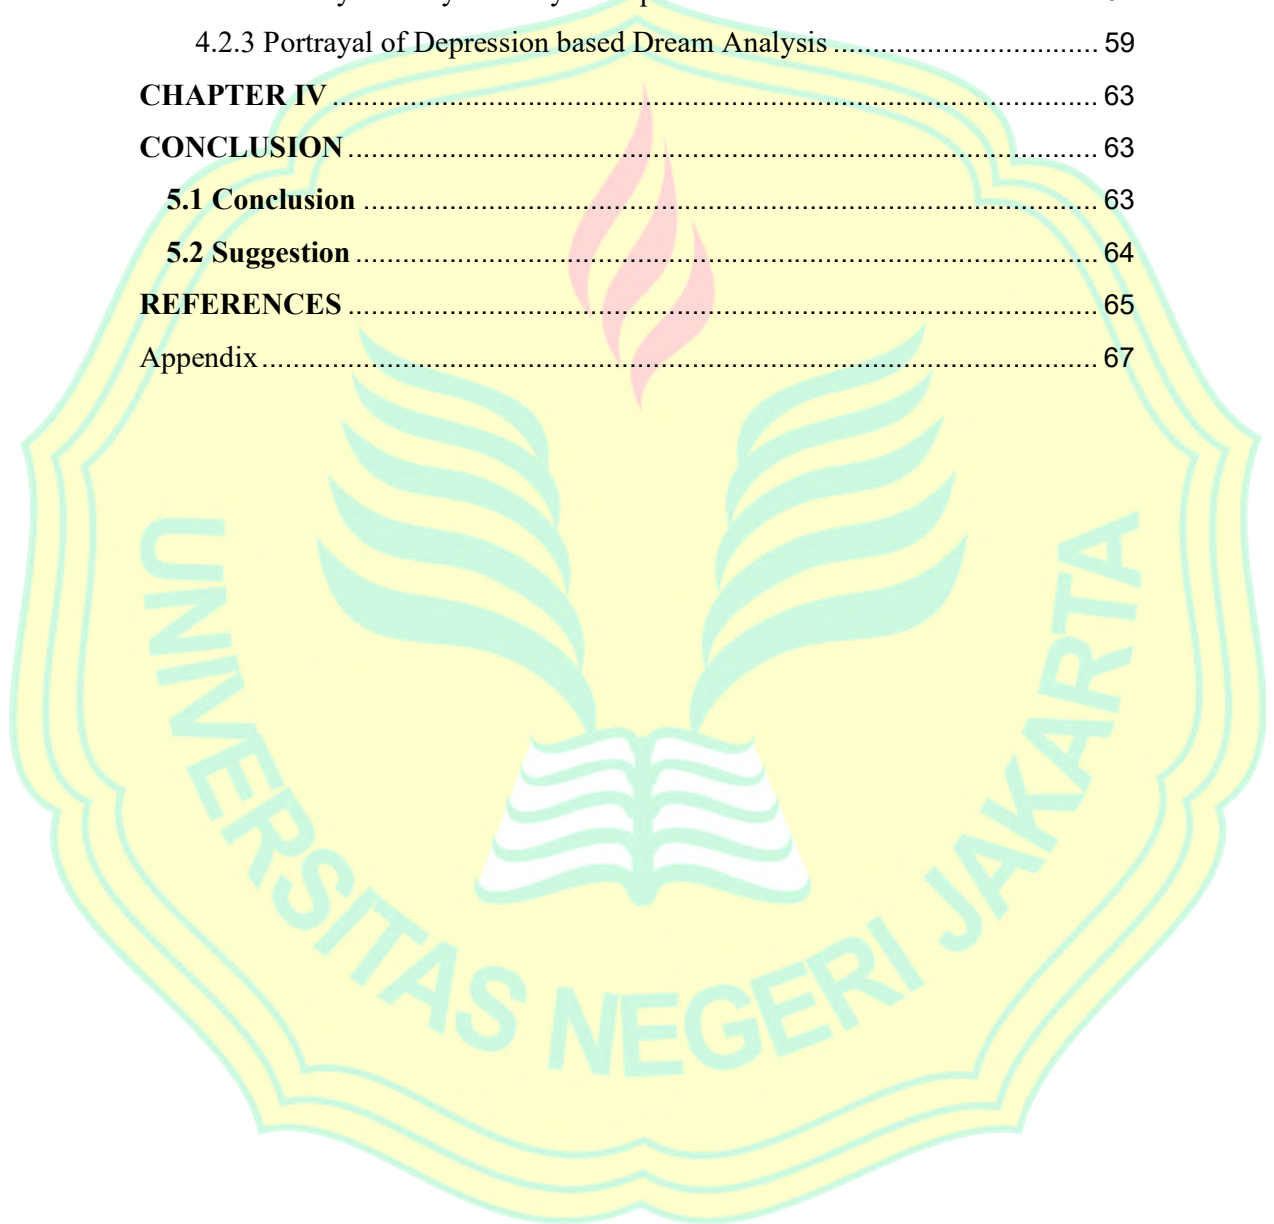 4.2.3 Portrayal of Depression based Dream Analysis ................................. 59
CHAPTER IV ................................................................................................ 63
CONCLUSION .............................................................................................. 63
5.1 Conclusion ............................................................................................ 63
5.2 Suggestion ............................................................................................. 64
REFERENCES .............................................................................................. 65
Appendix ......................................................................................................... 67
UNIVERSITAS NEGERI JAKARTA